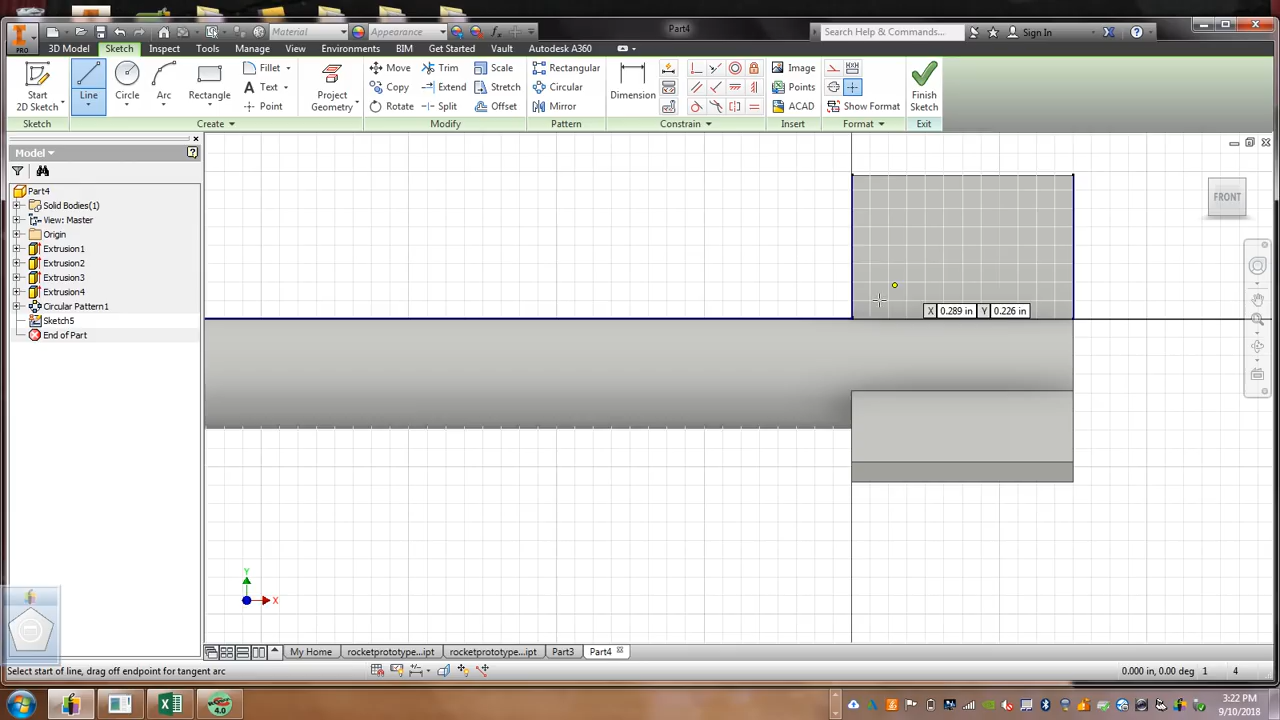 Material
Appearance
Part4
Search Help & Commands...
Sign In
PRO
3D Model
Sketch
Inspect
Tools
Manage
View
Environments
BIM
Get Started
Vault
Autodesk A360
Start
2D Sketch
Line
Circle
Arc
Rectangle
Fillet
Text
Point
Project
Geometry
Move
Copy
Rotate
Trim
Extend
Split
Scale
Stretch
Offset
Rectangular
Circular
Mirror
Dimension
Image
Points
ACAD
Show Format
Finish
Sketch
Sketch
Create
Modify
Pattern
Constrain
Insert
Format
Exit
Model
Part4
Solid Bodies(1)
View: Master
Origin
Extrusion1
Extrusion2
Extrusion3
Extrusion4
Circular Pattern1
Sketch5
End of Part
FRONT
X 0.289 in Y 0.226 in
Y
X
My Home
rocketprototype...ipt
rocketprototype...ipt
Part3
Part4
Select start of line, drag off endpoint for tangent arc
0.000 in, 0.00 deg 1 4
4.0
3:22 PM
9/10/2018